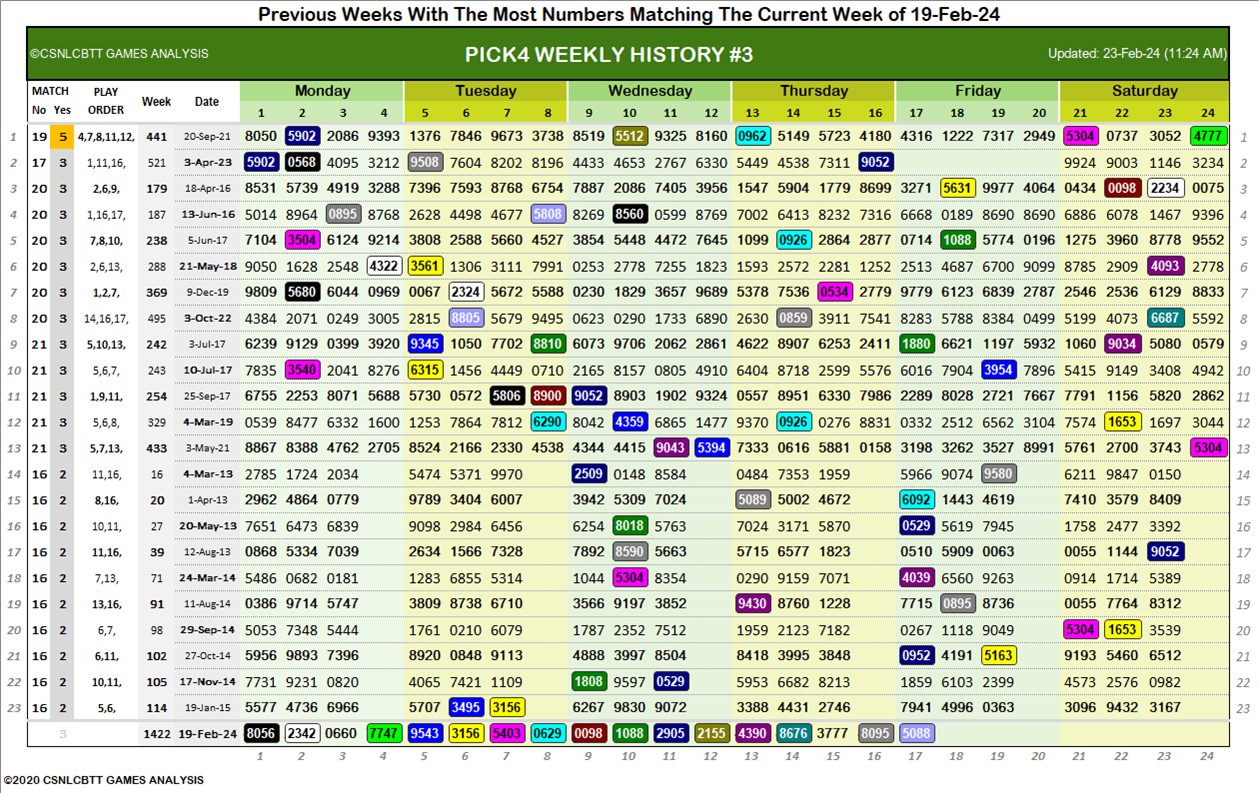 Previous Weeks With The Most Numbers Matching The Current Week of 19-Feb-24
©CSNLCBTT GAMES ANALYSIS PICK4 WEEKLY HISTORY #3 Updated: 23-Feb-24 (11:24 AM)
MATCH PLAY Week Date Monday Tuesday Wednesday Thursday Friday Saturday
No Yes ORDER 1 2 3 4 5 6 7 8 9 10 11 12 13 14 15 16 17 18 19 20 21 22 23 24
1 19 5 4,7,8,11,12, 441 20-Sep-21 8050 5902 2086 9393 1376 7846 9673 3738 8519 5512 9325 8160 0962 5149 5723 4180 4316 1222 7317 2949 5304 0737 3052 4777 1
2 17 3 1,11,16, 521 3-Apr-23 5902 0568 4095 3212 9508 7604 8202 8196 4433 4653 2767 6330 5449 4538 7311 9052 9924 9003 1146 3234 2
3 20 3 2,6,9, 179 18-Apr-16 8531 5739 4919 3288 7396 7593 8768 6754 7887 2086 7405 3956 1547 5904 1779 8699 3271 5631 9977 4064 0434 0098 2234 0075 3
4 20 3 1,16,17, 187 13-Jun-16 5014 8964 0895 8768 2628 4498 4677 5808 8269 8560 0599 8769 7002 6413 8232 7316 6668 0189 8690 8690 6886 6078 1467 9396 4
5 20 3 7,8,10, 238 5-Jun-17 7104 3504 6124 9214 3808 2588 5660 4527 3854 5448 4472 7645 1099 0926 2864 2877 0714 1088 5774 0196 1275 3960 8778 9552 5
6 20 3 2,6,13, 288 21-May-18 9050 1628 2548 4322 3561 1306 3111 7991 0253 2778 7255 1823 1593 2572 2281 1252 2513 4687 6700 9099 8785 2909 4093 2778 6
7 20 3 1,2,7, 369 9-Dec-19 9809 5680 6044 0969 0067 2324 5672 5588 0230 1829 3657 9689 5378 7536 0534 2779 9779 6123 6839 2787 2546 2536 6129 8833 7
8 20 3 14,16,17, 495 3-Oct-22 4384 2071 0249 3005 2815 8805 5679 9495 0623 0290 1733 6890 2630 0859 3911 7541 8283 5788 8384 0499 5199 4073 6687 5592 8
9 21 3 5,10,13, 242 3-Jul-17 6239 9129 0399 3920 9345 1050 7702 8810 6073 9706 2062 2861 4622 8907 6253 2411 1880 6621 1197 5932 1060 9034 5080 0579 9
10 21 3 5,6,7, 243 10-Jul-17 7835 3540 2041 8276 6315 1456 4449 0710 2165 8157 0805 4910 6404 8718 2599 5576 6016 7904 3954 7896 5415 9149 3408 4942 10
11 21 3 1,9,11, 254 25-Sep-17 6755 2253 8071 5688 5730 0572 5806 8900 9052 8903 1902 9324 0557 8951 6330 7986 2289 8028 2721 7667 7791 1156 5820 2862 11
12 21 3 5,6,8, 329 4-Mar-19 0539 8477 6332 1600 1255 7864 7832 6290 8042 4359 6865 1477 9370 0926 0276 8831 0332 2512 6562 3104 7574 1653 1697 3044 12
13 21 3 5,7,13, 433 3-May-21 8867 8388 4762 2705 8524 2166 7037 4538 4344 4415 9043 5394 7333 0616 5881 0158 3198 3262 3527 8991 5761 2700 3743 5304 13
14 16 2 11,16, 16 4-Mar-13 2785 1724 2034 5474 5371 9970 2509 0148 8584 0484 7353 1959 5966 9074 9580 6211 9847 0150 14
15 16 2 8,16, 20 1-Apr-13 2962 4864 0779 9789 3404 6007 3942 5309 7024 5089 5002 4672 6092 1443 4619 7410 3579 8409 15
16 16 2 10,11, 27 20-May-13 7651 6473 6839 9098 2984 6456 6254 8018 5763 7024 3171 5870 0529 5619 7945 1758 2477 3392 16
17 16 2 11,16, 39 12-Aug-13 0868 5334 7039 2634 1566 7328 7892 8590 5663 5715 6577 1823 0510 5909 0063 0055 1144 9052 17
18 16 2 7,13, 71 24-Mar-14 5486 0682 0181 1283 6855 5314 1044 5304 8354 0290 9159 7071 4039 6560 9263 0914 1714 5389 18
19 16 2 13,16, 91 11-Aug-14 0386 9714 5747 3809 8738 6710 3566 9197 3852 9430 8760 1228 7715 0895 8736 0055 7764 8312 19
20 16 2 6,7, 98 29-Sep-14 5053 7348 5444 1761 0210 6079 1787 2352 7512 1959 2123 7182 0267 1118 9049 5304 1653 3539 20
21 16 2 6,11, 102 27-Oct-14 5956 9893 7396 8920 0848 9113 4888 3997 8504 8418 3995 3848 0952 4191 5163 9193 5460 6512 21
22 16 2 10,11, 105 17-Nov-14 7731 9231 0820 4065 7421 1109 1808 9597 0529 5953 6682 8213 1859 6103 2399 4573 2576 0982 22
23 16 2 5,6, 114 19-Jan-15 5577 4736 6966 5707 3495 3156 6267 9830 9072 3388 4431 2746 7941 4996 0363 3096 9432 3167 23
3 1422 19-Feb-24 8056 2342 0660 7747 9543 3156 5403 0629 0098 1088 2905 2155 4390 8676 3777 8095 5088
1 2 3 4 5 6 7 8 9 10 11 12 13 14 15 16 17 18 19 20 21 22 23 24
©2020 CSNLCBTT GAMES ANALYSIS